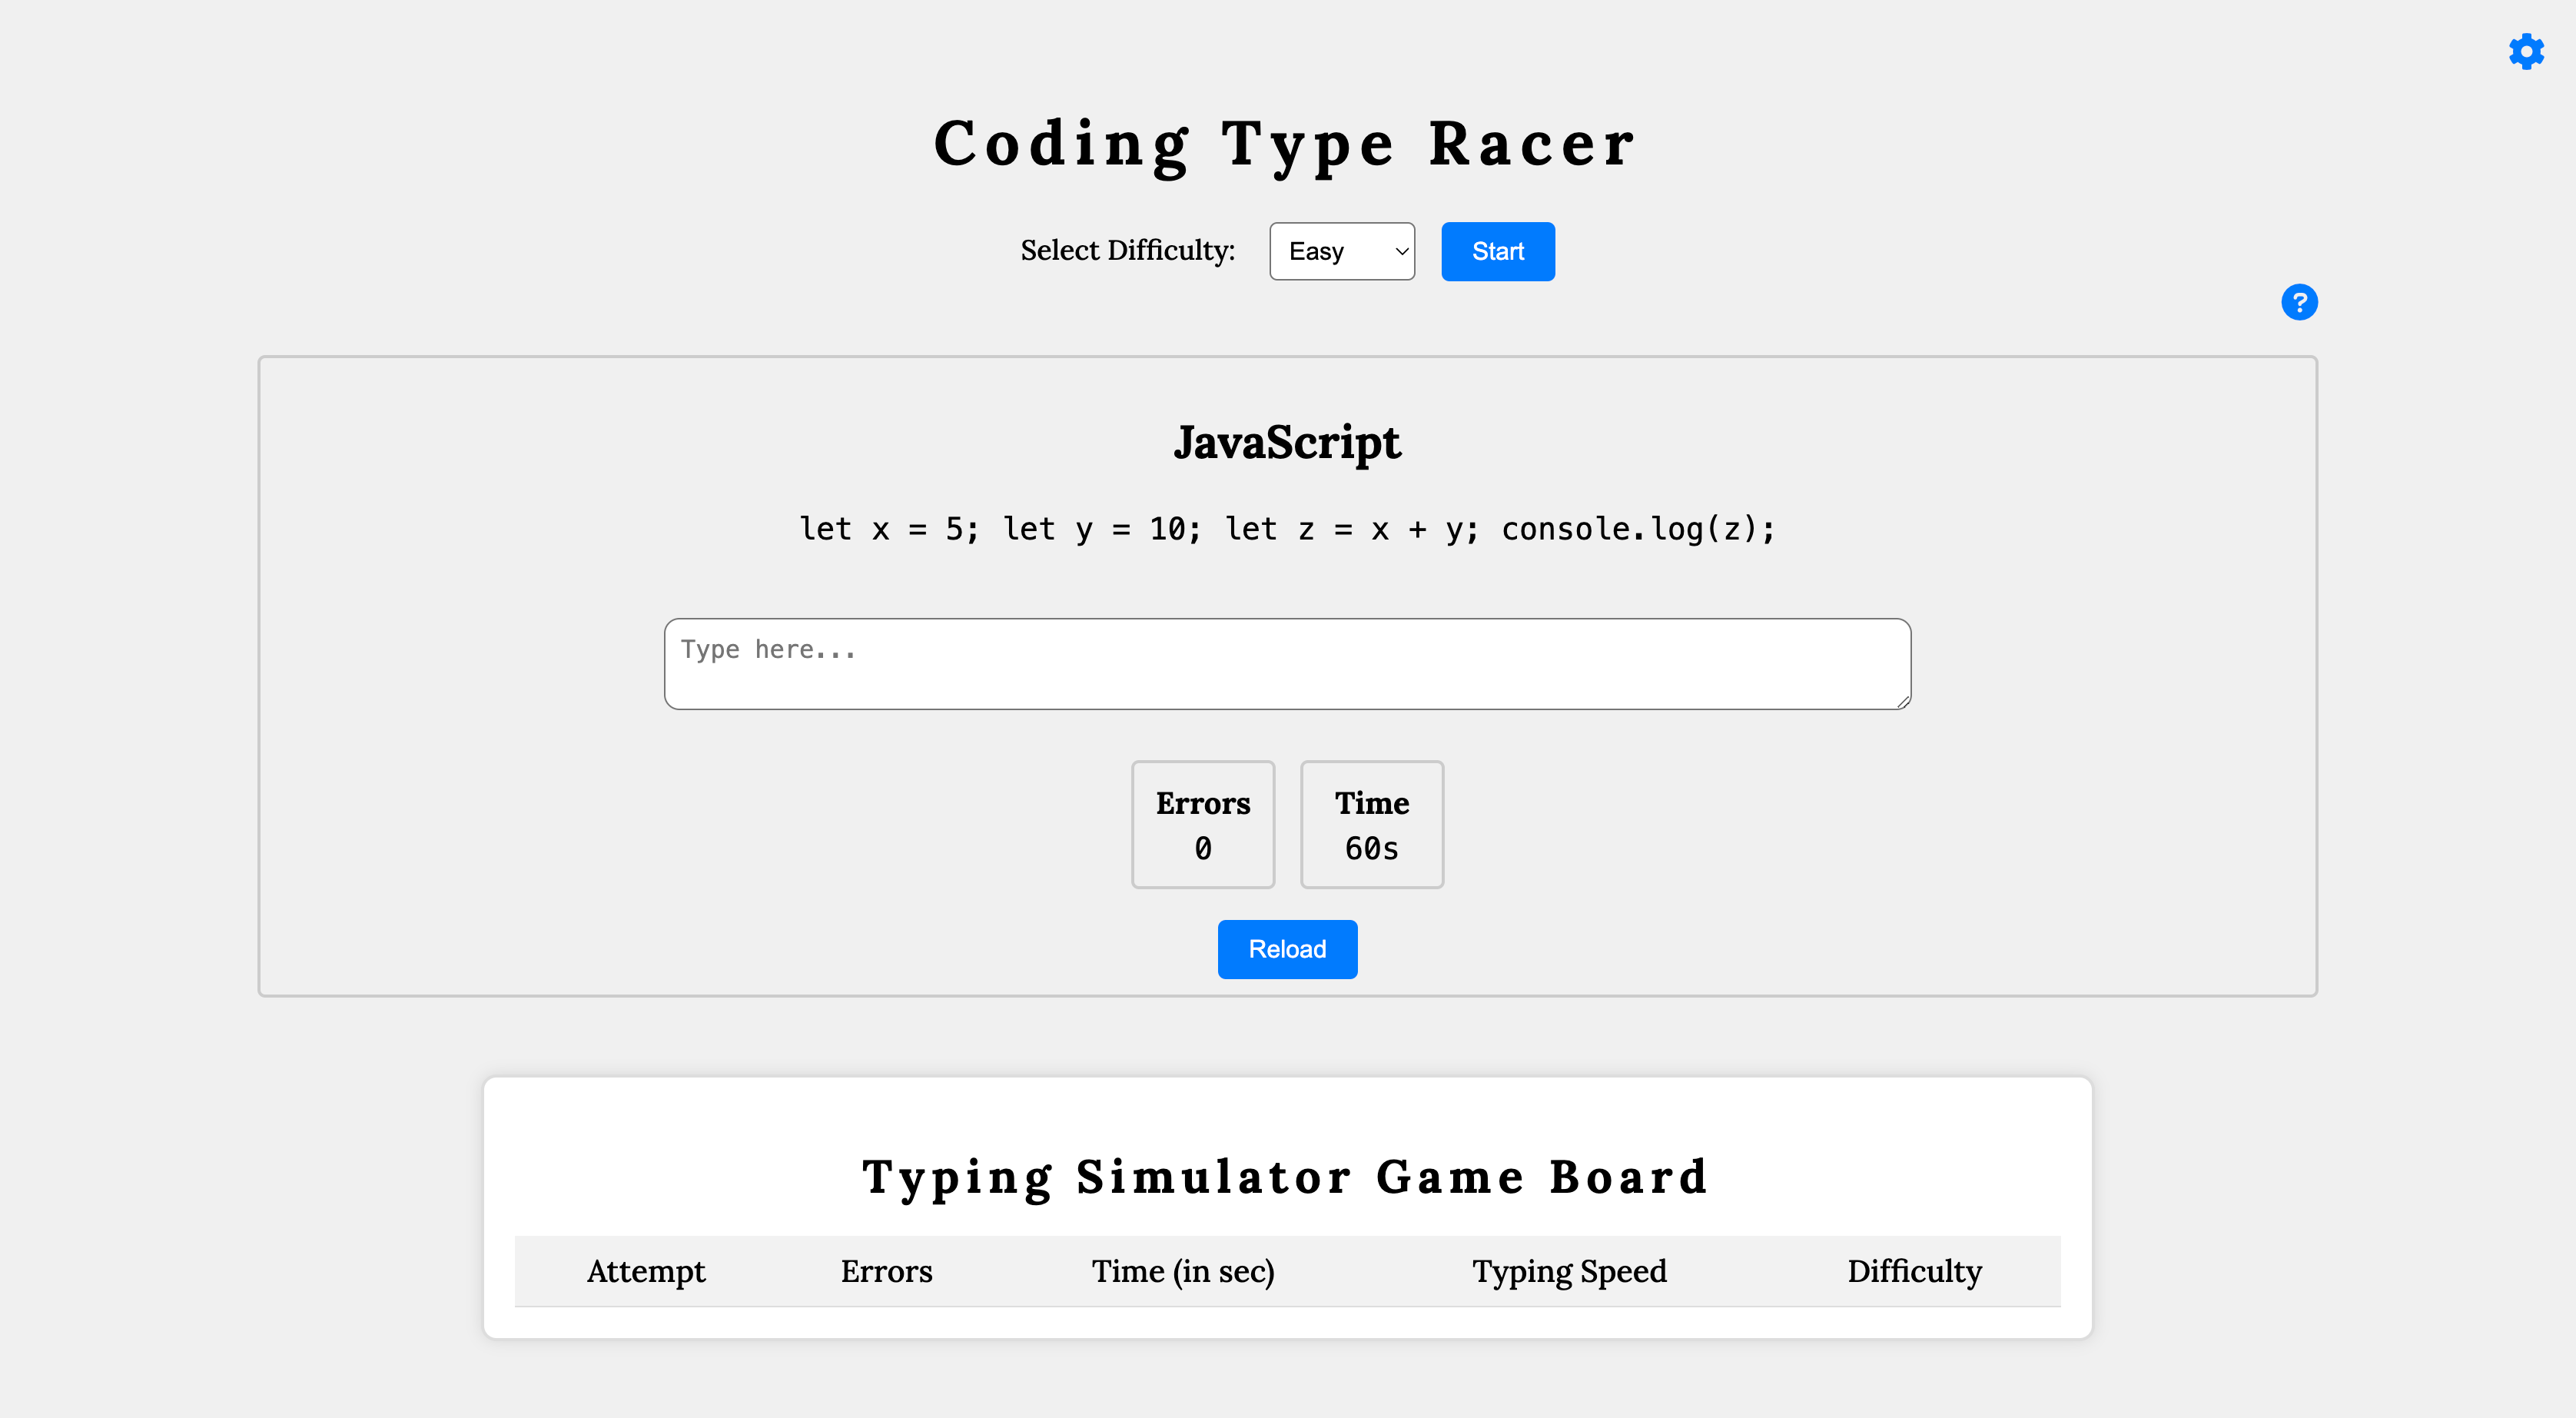 Coding Type Racer
Select Difficulty: Easy Start
?
JavaScript
let x = 5; let y = 10; let z = x + y; console.log(z);
Type here...
Errors Time
0 60s
Reload
Typing Simulator Game Board
Attempt Errors Time (in sec) Typing Speed Difficulty